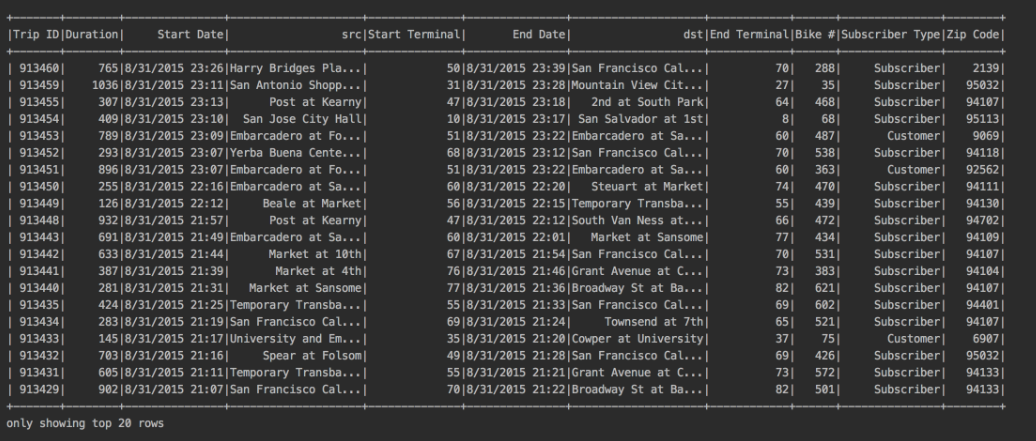 +-------+--------+---------------+--------------------+--------------+---------------+--------------------+------------+------+---------------+--------+
|Trip ID|Duration|     Start Date|                 src|Start Terminal|       End Date|                 dst|End Terminal|Bike #|Subscriber Type|Zip Code|
+-------+--------+---------------+--------------------+--------------+---------------+--------------------+------------+------+---------------+--------+
| 913460|     765|8/31/2015 23:26|Harry Bridges Pla...|            50|8/31/2015 23:39|San Francisco Cal...|          70|   288|     Subscriber|    2139|
| 913459|    1036|8/31/2015 23:11|San Antonio Shopp...|            31|8/31/2015 23:28|Mountain View Cit...|          27|    35|     Subscriber|   95032|
| 913455|     307|8/31/2015 23:13|      Post at Kearny|            47|8/31/2015 23:18|   2nd at South Park|          64|   468|     Subscriber|   94107|
| 913454|     409|8/31/2015 23:10|  San Jose City Hall|            10|8/31/2015 23:17| San Salvador at 1st|           8|    68|     Subscriber|   95113|
| 913453|     789|8/31/2015 23:09|Embarcadero at Fo...|            51|8/31/2015 23:22|Embarcadero at Sa...|          60|   487|       Customer|    9069|
| 913452|     293|8/31/2015 23:07|Yerba Buena Cente...|            68|8/31/2015 23:12|San Francisco Cal...|          70|   538|     Subscriber|   94118|
| 913451|     896|8/31/2015 23:07|Embarcadero at Fo...|            51|8/31/2015 23:22|Embarcadero at Sa...|          60|   363|       Customer|   92562|
| 913450|     255|8/31/2015 22:16|Embarcadero at Sa...|            60|8/31/2015 22:20|   Steuart at Market|          74|   470|     Subscriber|   94111|
| 913449|     126|8/31/2015 22:12|     Beale at Market|            56|8/31/2015 22:15|Temporary Transba...|          55|   439|     Subscriber|   94130|
| 913448|     932|8/31/2015 21:57|      Post at Kearny|            47|8/31/2015 22:12|South Van Ness at...|          66|   472|     Subscriber|   94702|
| 913443|     691|8/31/2015 21:49|Embarcadero at Sa...|            60|8/31/2015 22:01|   Market at Sansome|          77|   434|     Subscriber|   94109|
| 913442|     633|8/31/2015 21:44|      Market at 10th|            67|8/31/2015 21:54|San Francisco Cal...|          70|   531|     Subscriber|   94107|
| 913441|     387|8/31/2015 21:39|       Market at 4th|            76|8/31/2015 21:46|Grant Avenue at C...|          73|   383|     Subscriber|   94104|
| 913440|     281|8/31/2015 21:31|   Market at Sansome|            77|8/31/2015 21:36|Broadway St at Ba...|          82|   621|     Subscriber|   94107|
| 913435|     424|8/31/2015 21:25|Temporary Transba...|            55|8/31/2015 21:33|San Francisco Cal...|          69|   602|     Subscriber|   94401|
| 913434|     283|8/31/2015 21:19|San Francisco Cal...|            69|8/31/2015 21:24|     Townsend at 7th|          65|   521|     Subscriber|   94107|
| 913433|     145|8/31/2015 21:17|University and Em...|            35|8/31/2015 21:20|Cowper at University|          37|    75|       Customer|    6907|
| 913432|     703|8/31/2015 21:16|     Spear at Folsom|            49|8/31/2015 21:28|San Francisco Cal...|          69|   426|     Subscriber|   95032|
| 913431|     605|8/31/2015 21:11|Temporary Transba...|            55|8/31/2015 21:21|Grant Avenue at C...|          73|   572|     Subscriber|   94133|
| 913429|     902|8/31/2015 21:07|San Francisco Cal...|            70|8/31/2015 21:22|Broadway St at Ba...|          82|   501|     Subscriber|   94133|
+-------+--------+---------------+--------------------+--------------+---------------+--------------------+------------+------+---------------+--------+
only showing top 20 rows